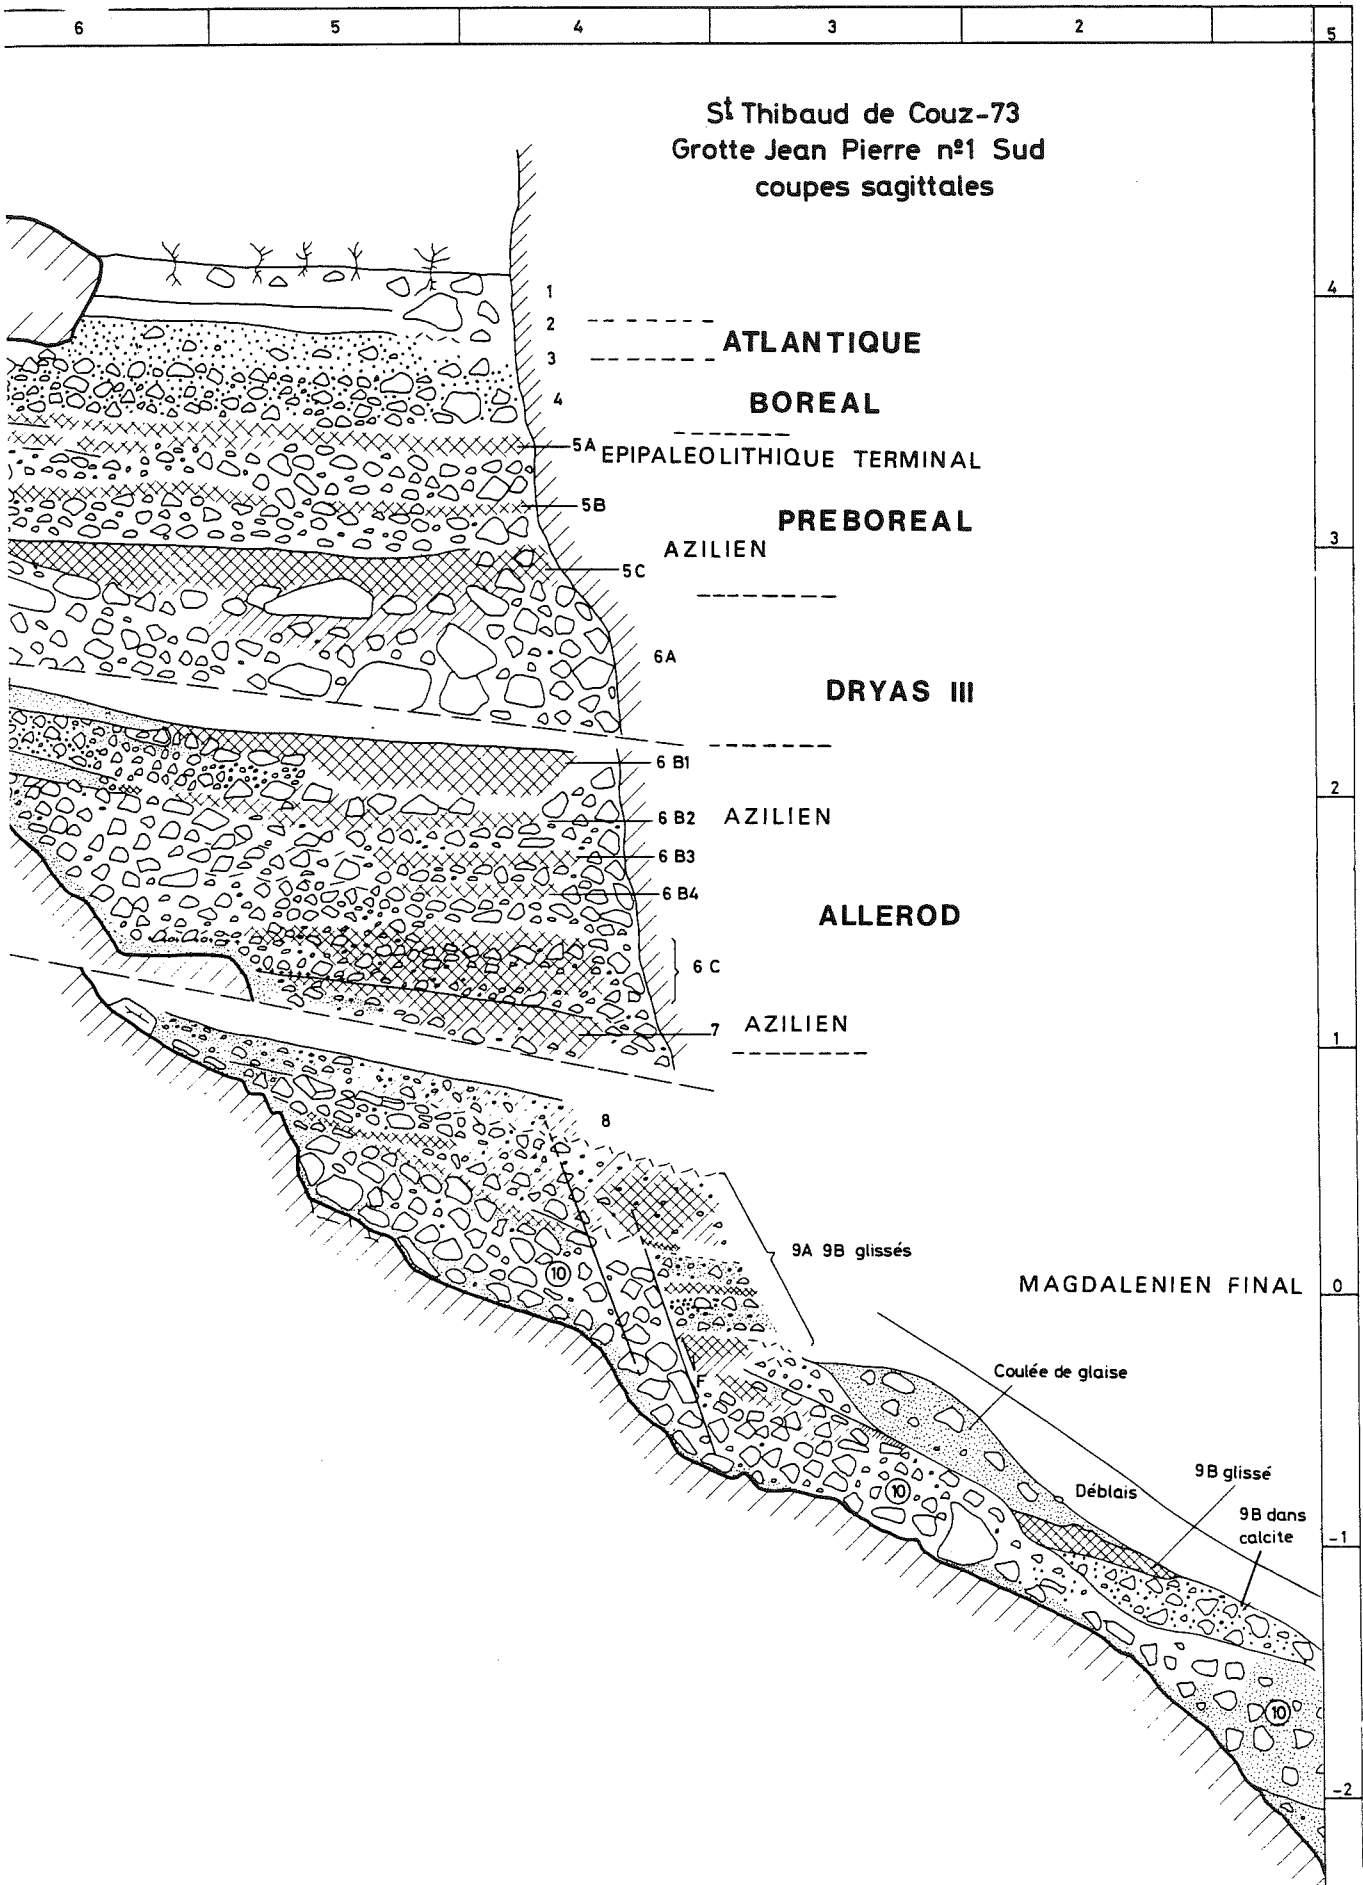 6 5 4 3 2 5
St Thibaud de Couz-73
Grotte Jean Pierre nº1 Sud
coupes sagittales
1
4
2
ATLANTIQUE
3
4
BOREAL
5A EPIPALEOLITHIQUE TERMINAL
5B
PREBOREAL
3
AZILIEN
5C
6A
DRYAS III
6 B1
2
6 B2 AZILIEN
6 B3
6 B4
ALLEROD
6 C
7 AZILIEN
1
8
9A 9B glissés
10
MAGDALENIEN FINAL
0
Coulée de glaise
F
9B glissé
Déblais
10
9B dans
calcite
-1
10
-2